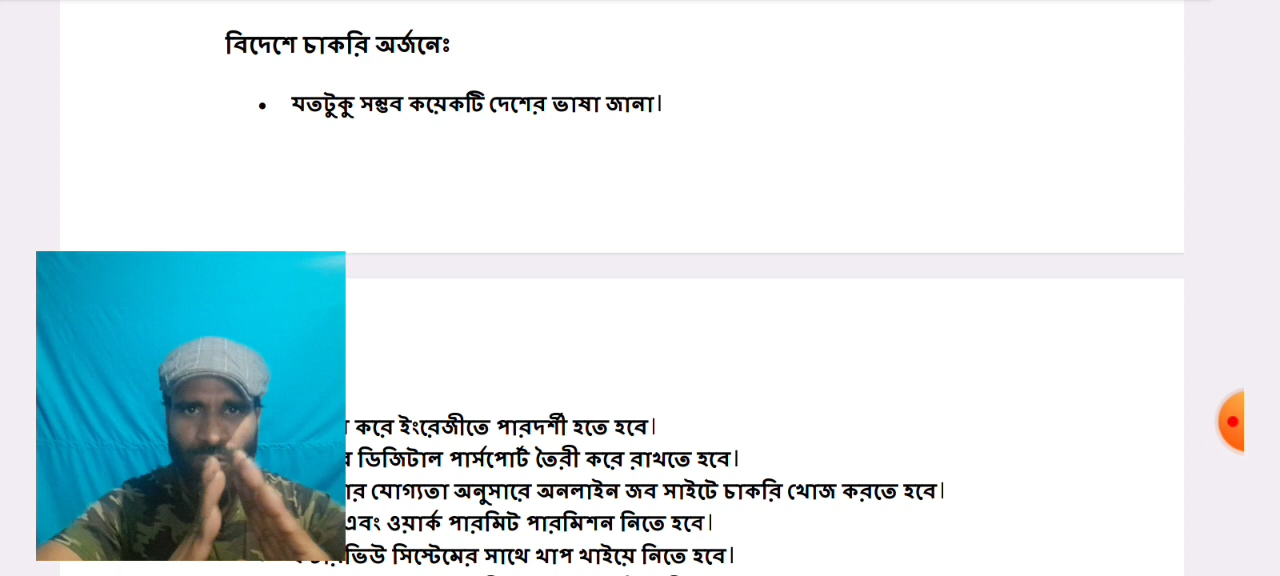 বিদেশে চাকরি অর্জনেঃ
• যতটুকু সম্ভব কয়েকটি দেশের ভাষা জানা।
করে ইংরেজীতে পারদর্শী হতে হবে।
ডিজিটাল পার্সপোর্ট তৈরী করে রাখতে হবে।
যোগ্যতা অনুসারে অনলাইন জব সাইটে চাকরি খোজ করতে হবে।
এবং ওয়ার্ক পারমিট পারমিশন নিতে হবে।
সিস্টেমের সাথে খাপ খাইয়ে নিতে হবে।